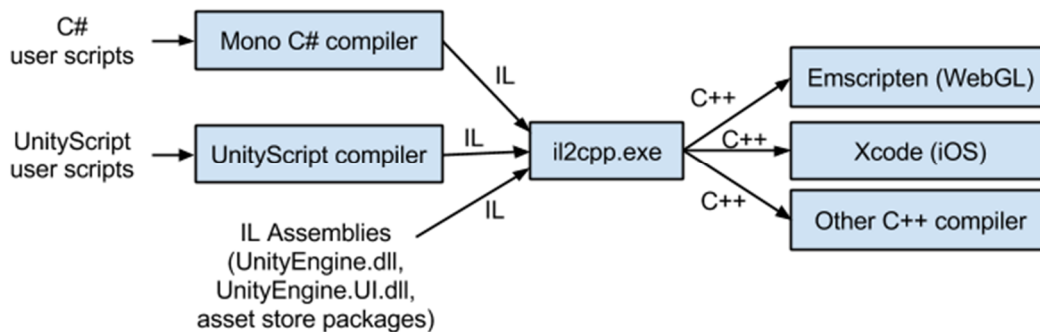 C#
user scripts
Mono C# compiler
IL
UnityScript
user scripts
UnityScript compiler
IL
IL Assemblies
(UnityEngine.dll,
UnityEngine.UI.dll,
asset store packages)
IL
il2cpp.exe
C++
Emscripten (WebGL)
C++
Xcode (iOS)
C++
Other C++ compiler